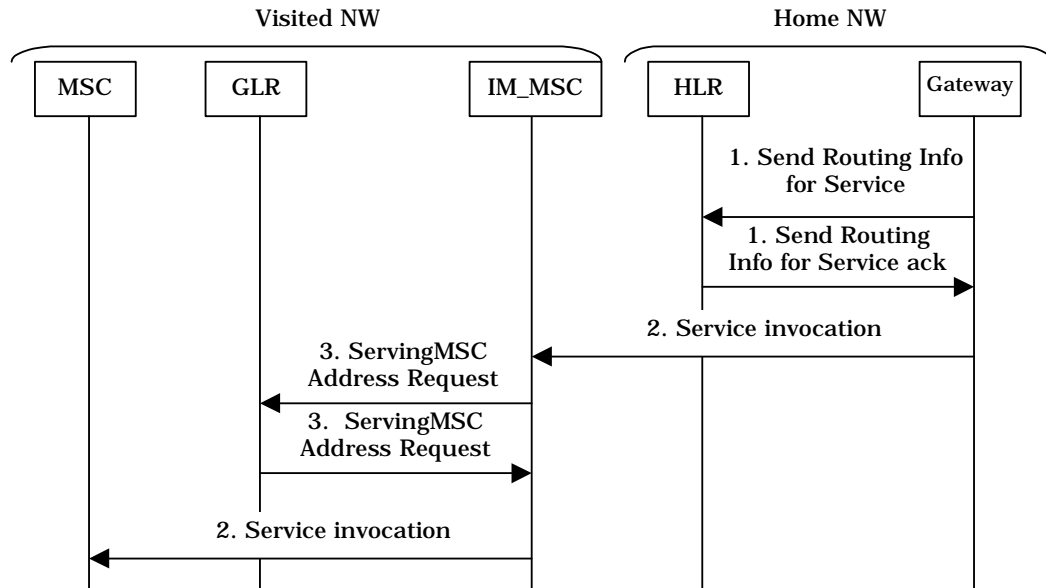 Visited NW
Home NW
MSC
GLR
IM_MSC
HLR
Gateway
1. Send Routing Info
for Service
1. Send Routing
Info for Service ack
2. Service invocation
3. ServingMSC
Address Request
3. ServingMSC
Address Request
2. Service invocation